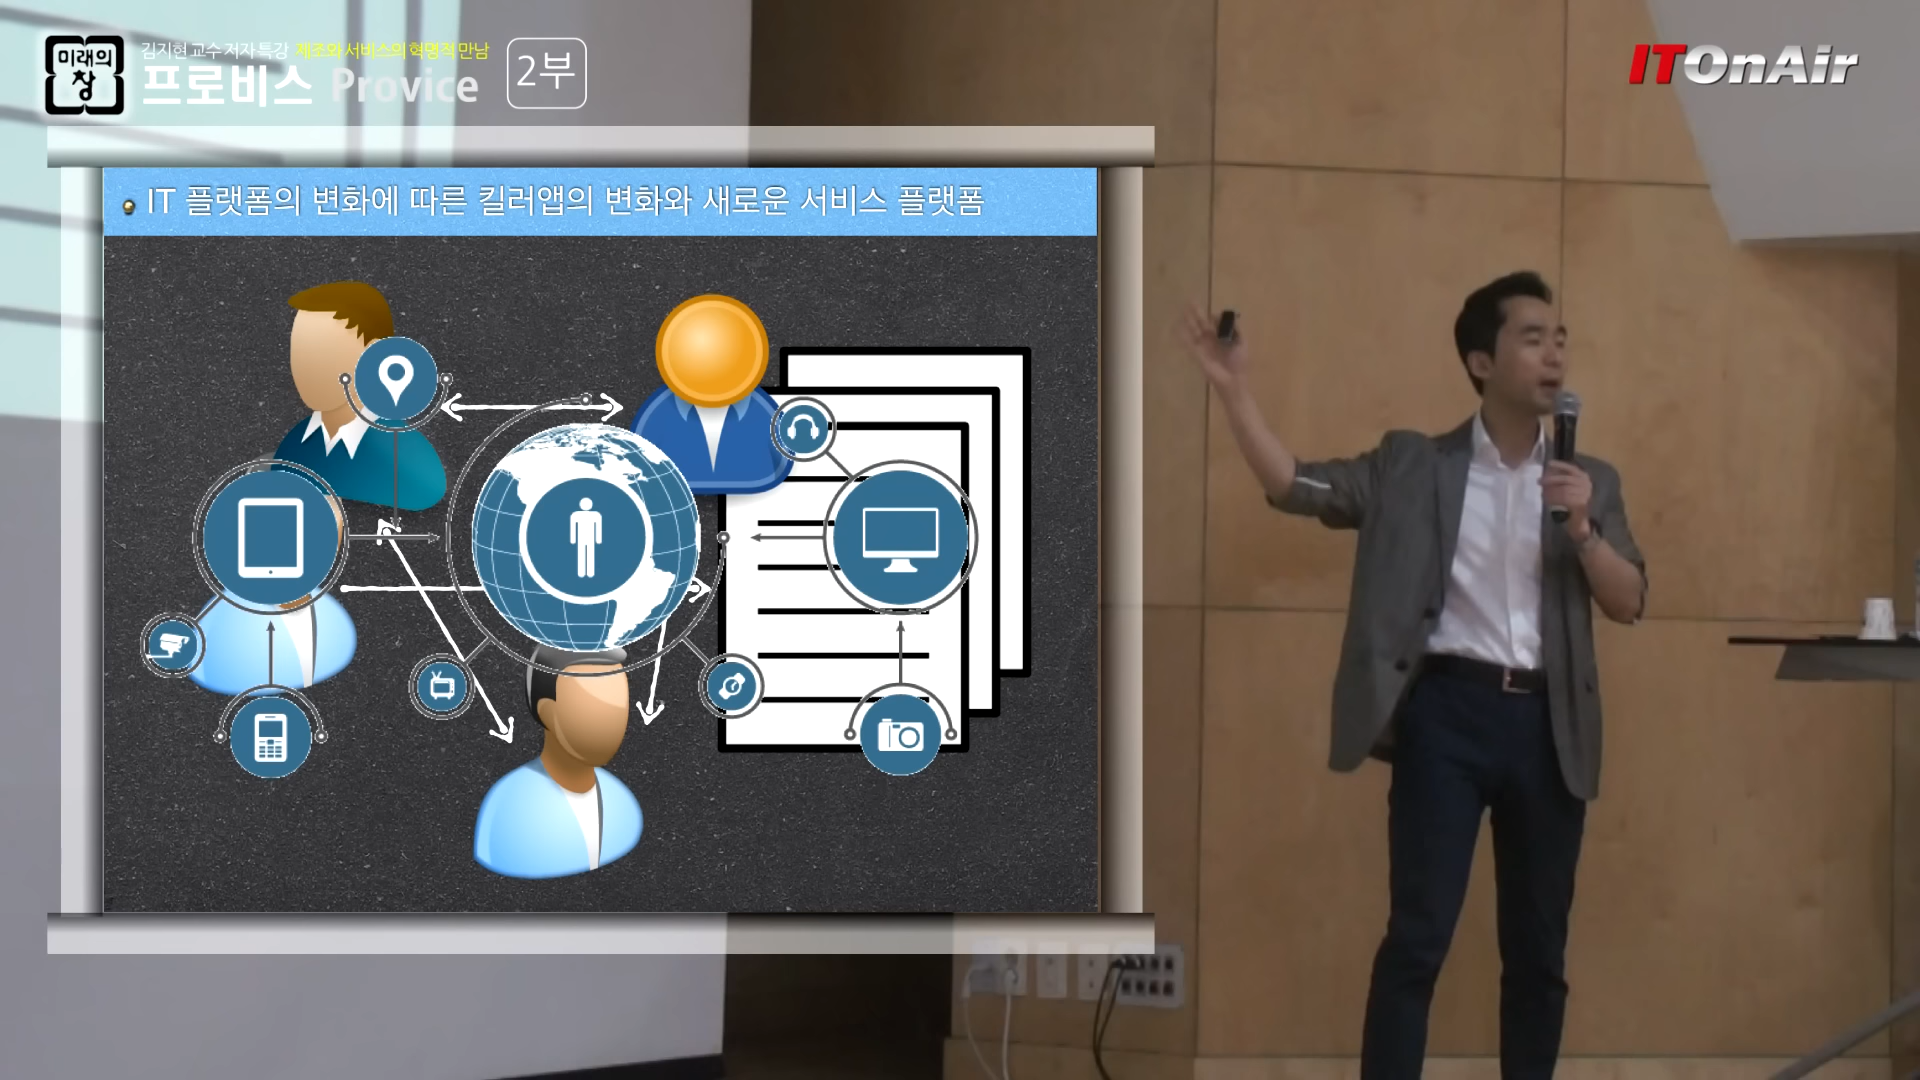 미래의
창
김지현 교수 저자 특강 제조와 서비스의 혁명적 만남
프로비스 Provice
2부
ITOnAir
IT 플랫폼의 변화에 따른 킬러앱의 변화와 새로운 서비스 플랫폼